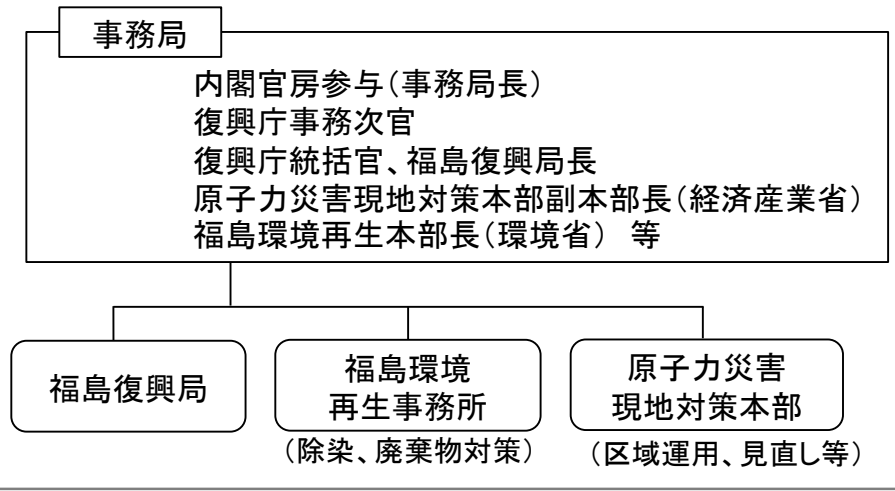 事務局
内閣官房参与(事務局長)
復興庁事務次官
復興庁統括官、福島復興局長
原子力災害現地対策本部副本部長(経済産業省)
福島環境再生本部長(環境省) 等
福島復興局
福島環境
再生事務所
(除染、廃棄物対策)
原子力災害
現地対策本部
(区域運用、見直し等)